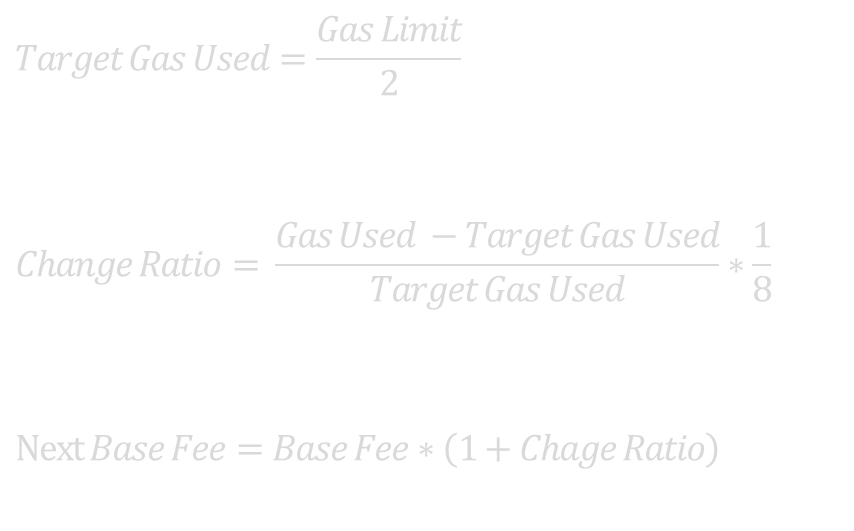 Target Gas Used = Gas Limit / 2
Change Ratio = Gas Used − Target Gas Used / Target Gas Used * 1 / 8
Next Base Fee = Base Fee * (1 + Chage Ratio)